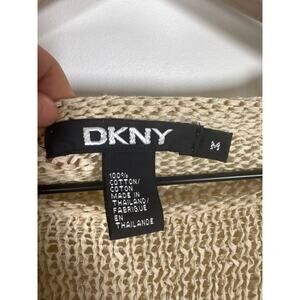 DKNY
M
100%
COTTON/
COTON
MADE IN
THAILAND/
FABRIQUE
EN
THAILANDE